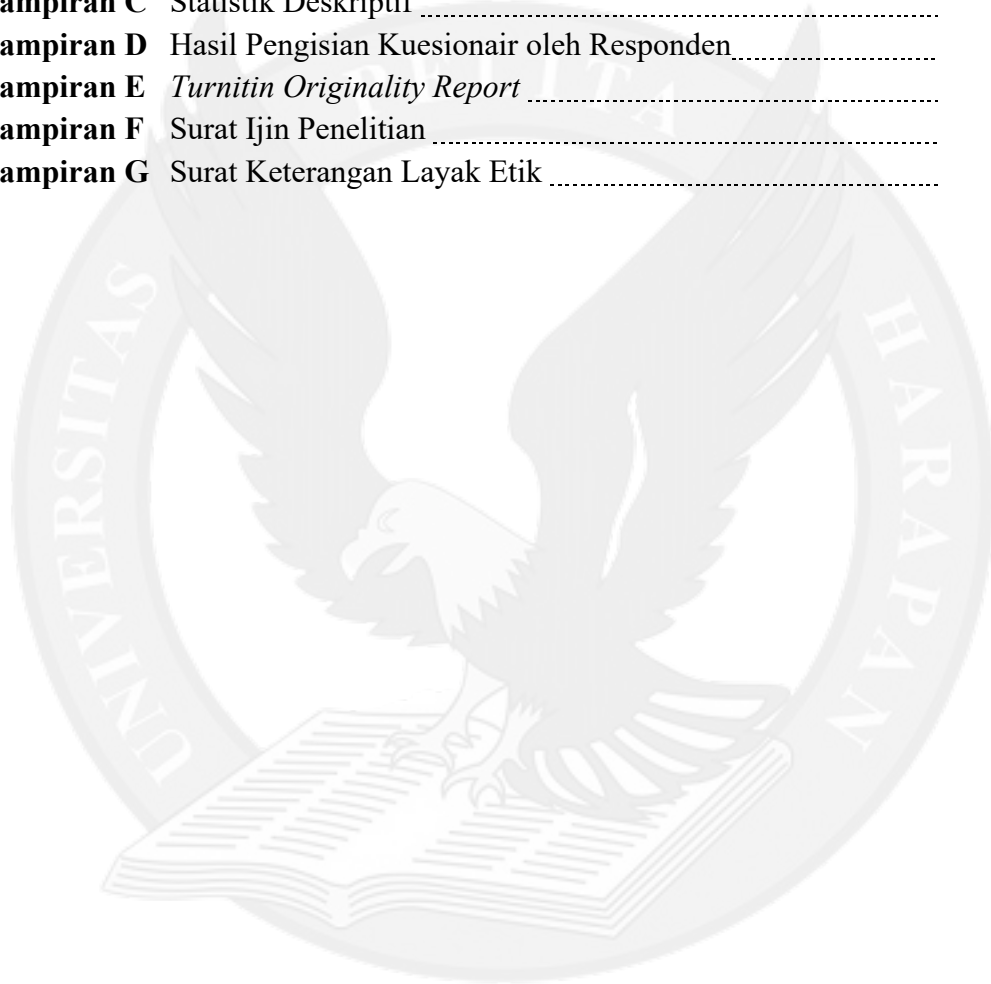 ampiran C Statistik Deskriptif
ampiran D Hasil Pengisian Kuesionair oleh Responden
ampiran E Turnitin Originality Report
ampiran F Surat Ijin Penelitian
ampiran G Surat Keterangan Layak Etik
UNIVERSITAS PELITA HARAPAN